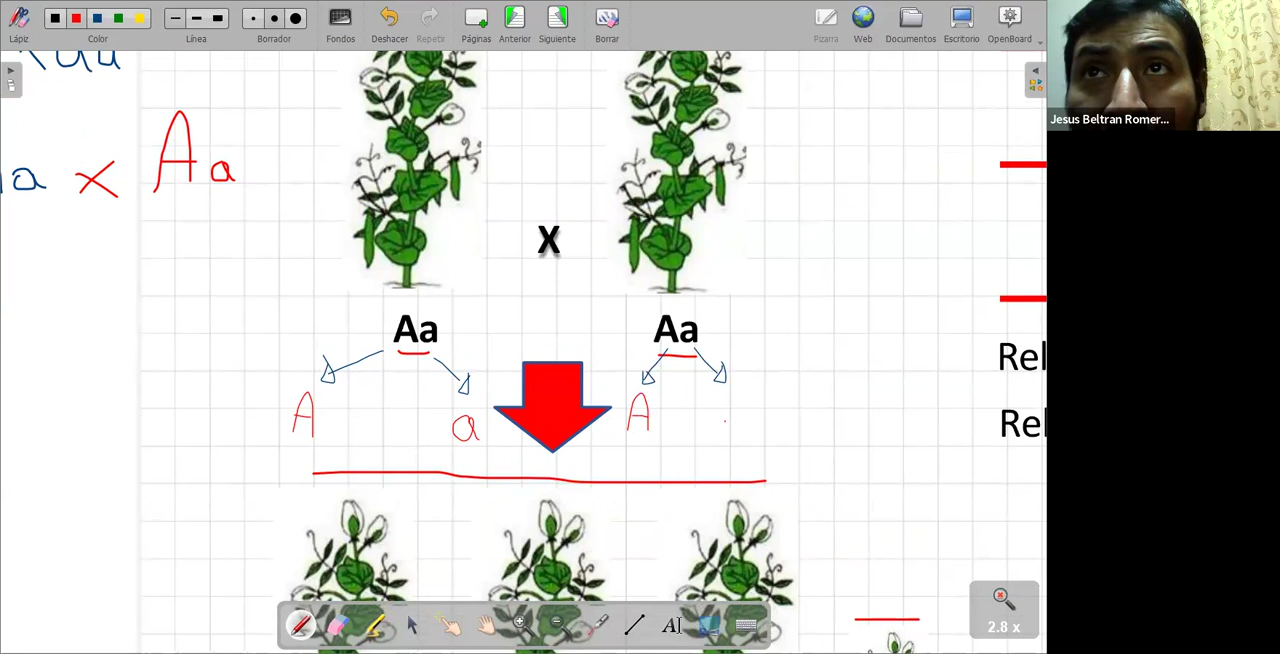 Lápiz Color Línea Borrador Fondos Deshacer Repetir Páginas Anterior Siguiente Borrar Pizarra Web Documentos Escritorio OpenBoard
Jesus Beltran Romer...
a x Aa
X
Aa Aa
A a A
Rel
Rel
2.8 x